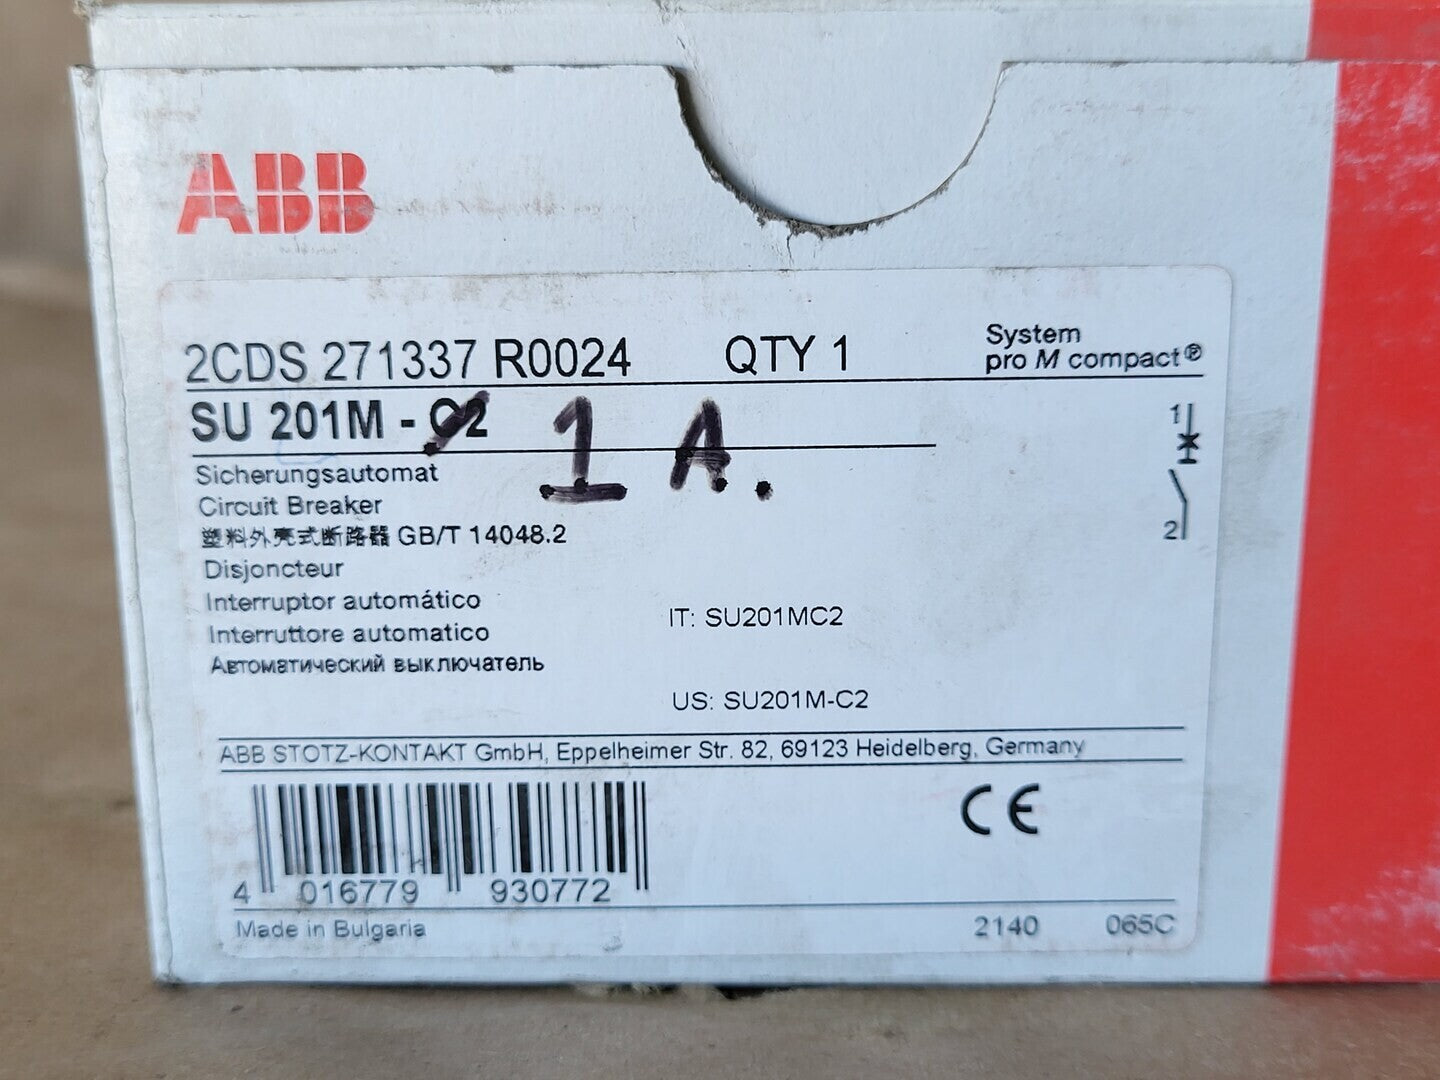 ABB
2CDS 271337 R0024 QTY 1
System
pro M compact®
SU 201M - C2
1 A.
1
2
Sicherungsautomat
Circuit Breaker
塑料外壳式断路器 GB/T 14048.2
Disjoncteur
Interruptor automático
IT: SU201MC2
Interruttore automatico
Автоматический выключатель
US: SU201M-C2
ABB STOTZ-KONTAKT GmbH, Eppelheimer Str. 82, 69123 Heidelberg, Germany
CE
4 016779 930772
Made in Bulgaria 2140 065C